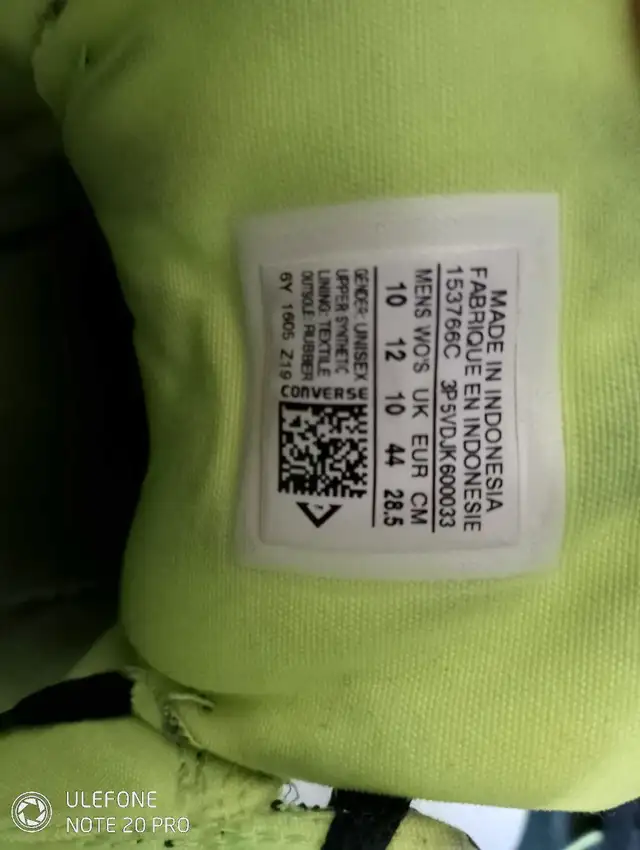 MADE IN INDONESIA
FABRIQUE EN INDONESIE
153766C 3P5VDJK600033
MENS WO'S UK EUR CM
10 12 10 44 28.5
GENDER: UNISEX
UPPER: SYNTHETIC
LINING: TEXTILE
OUTSOLE: RUBBER
6Y 1605 Z19
CONVERSE
ULEFONE
NOTE 20 PRO